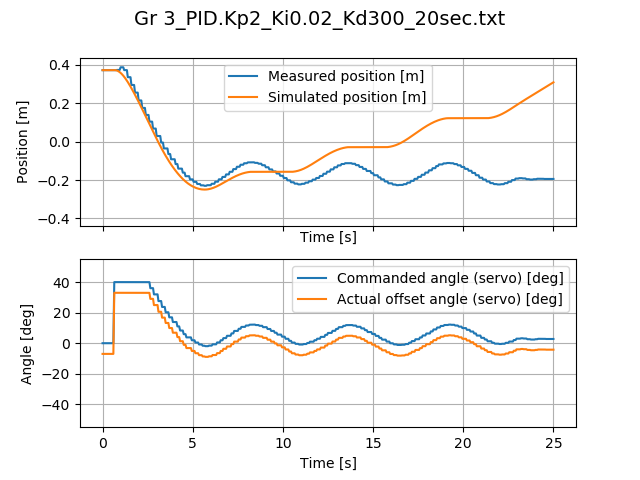 Gr 3_PID.Kp2_Ki0.02_Kd300_20sec.txt
Position [m]
0.4
0.2
0.0
−0.2
−0.4
Measured position [m]
Simulated position [m]
Time [s]
Angle [deg]
40
20
0
−20
−40
Commanded angle (servo) [deg]
Actual offset angle (servo) [deg]
0 5 10 15 20 25
Time [s]